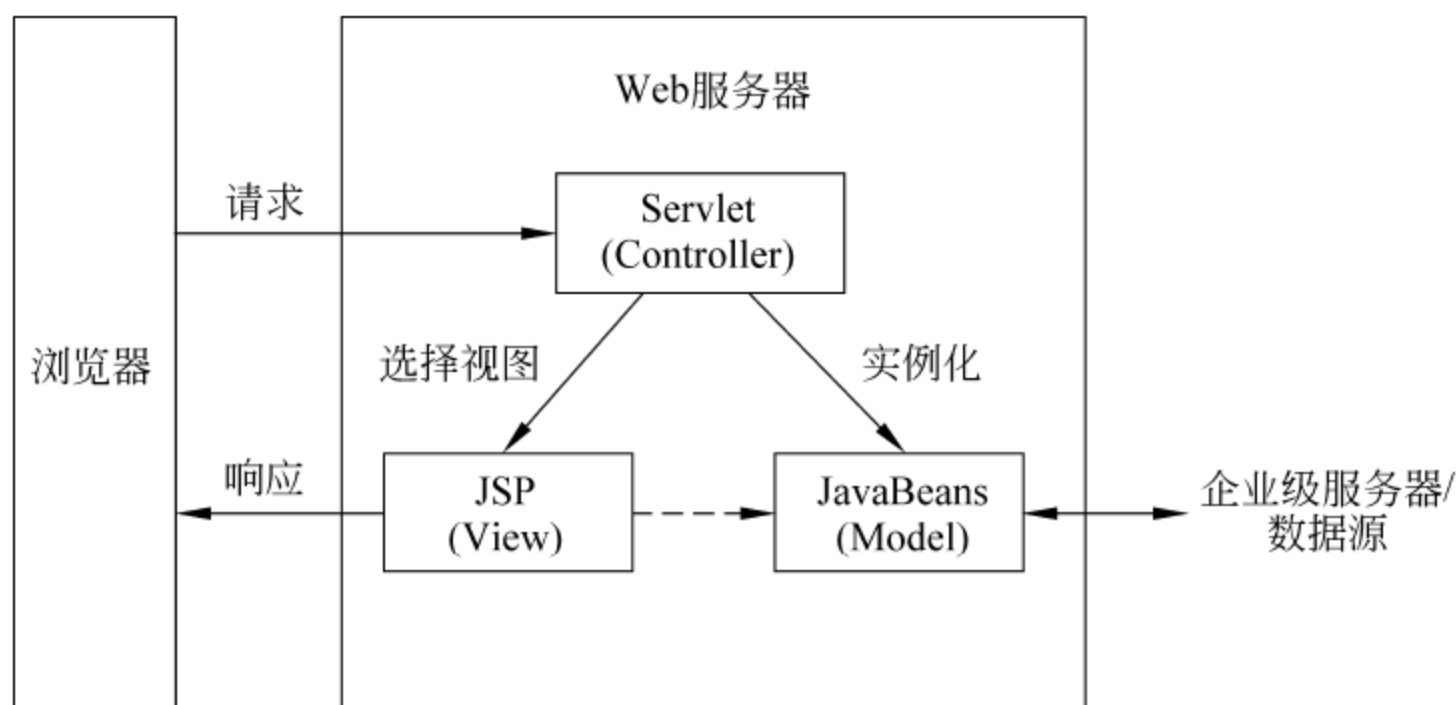 Web服务器
请求
Servlet
(Controller)
浏览器
选择视图
实例化
响应
JSP
(View)
JavaBeans
(Model)
企业级服务器/
数据源